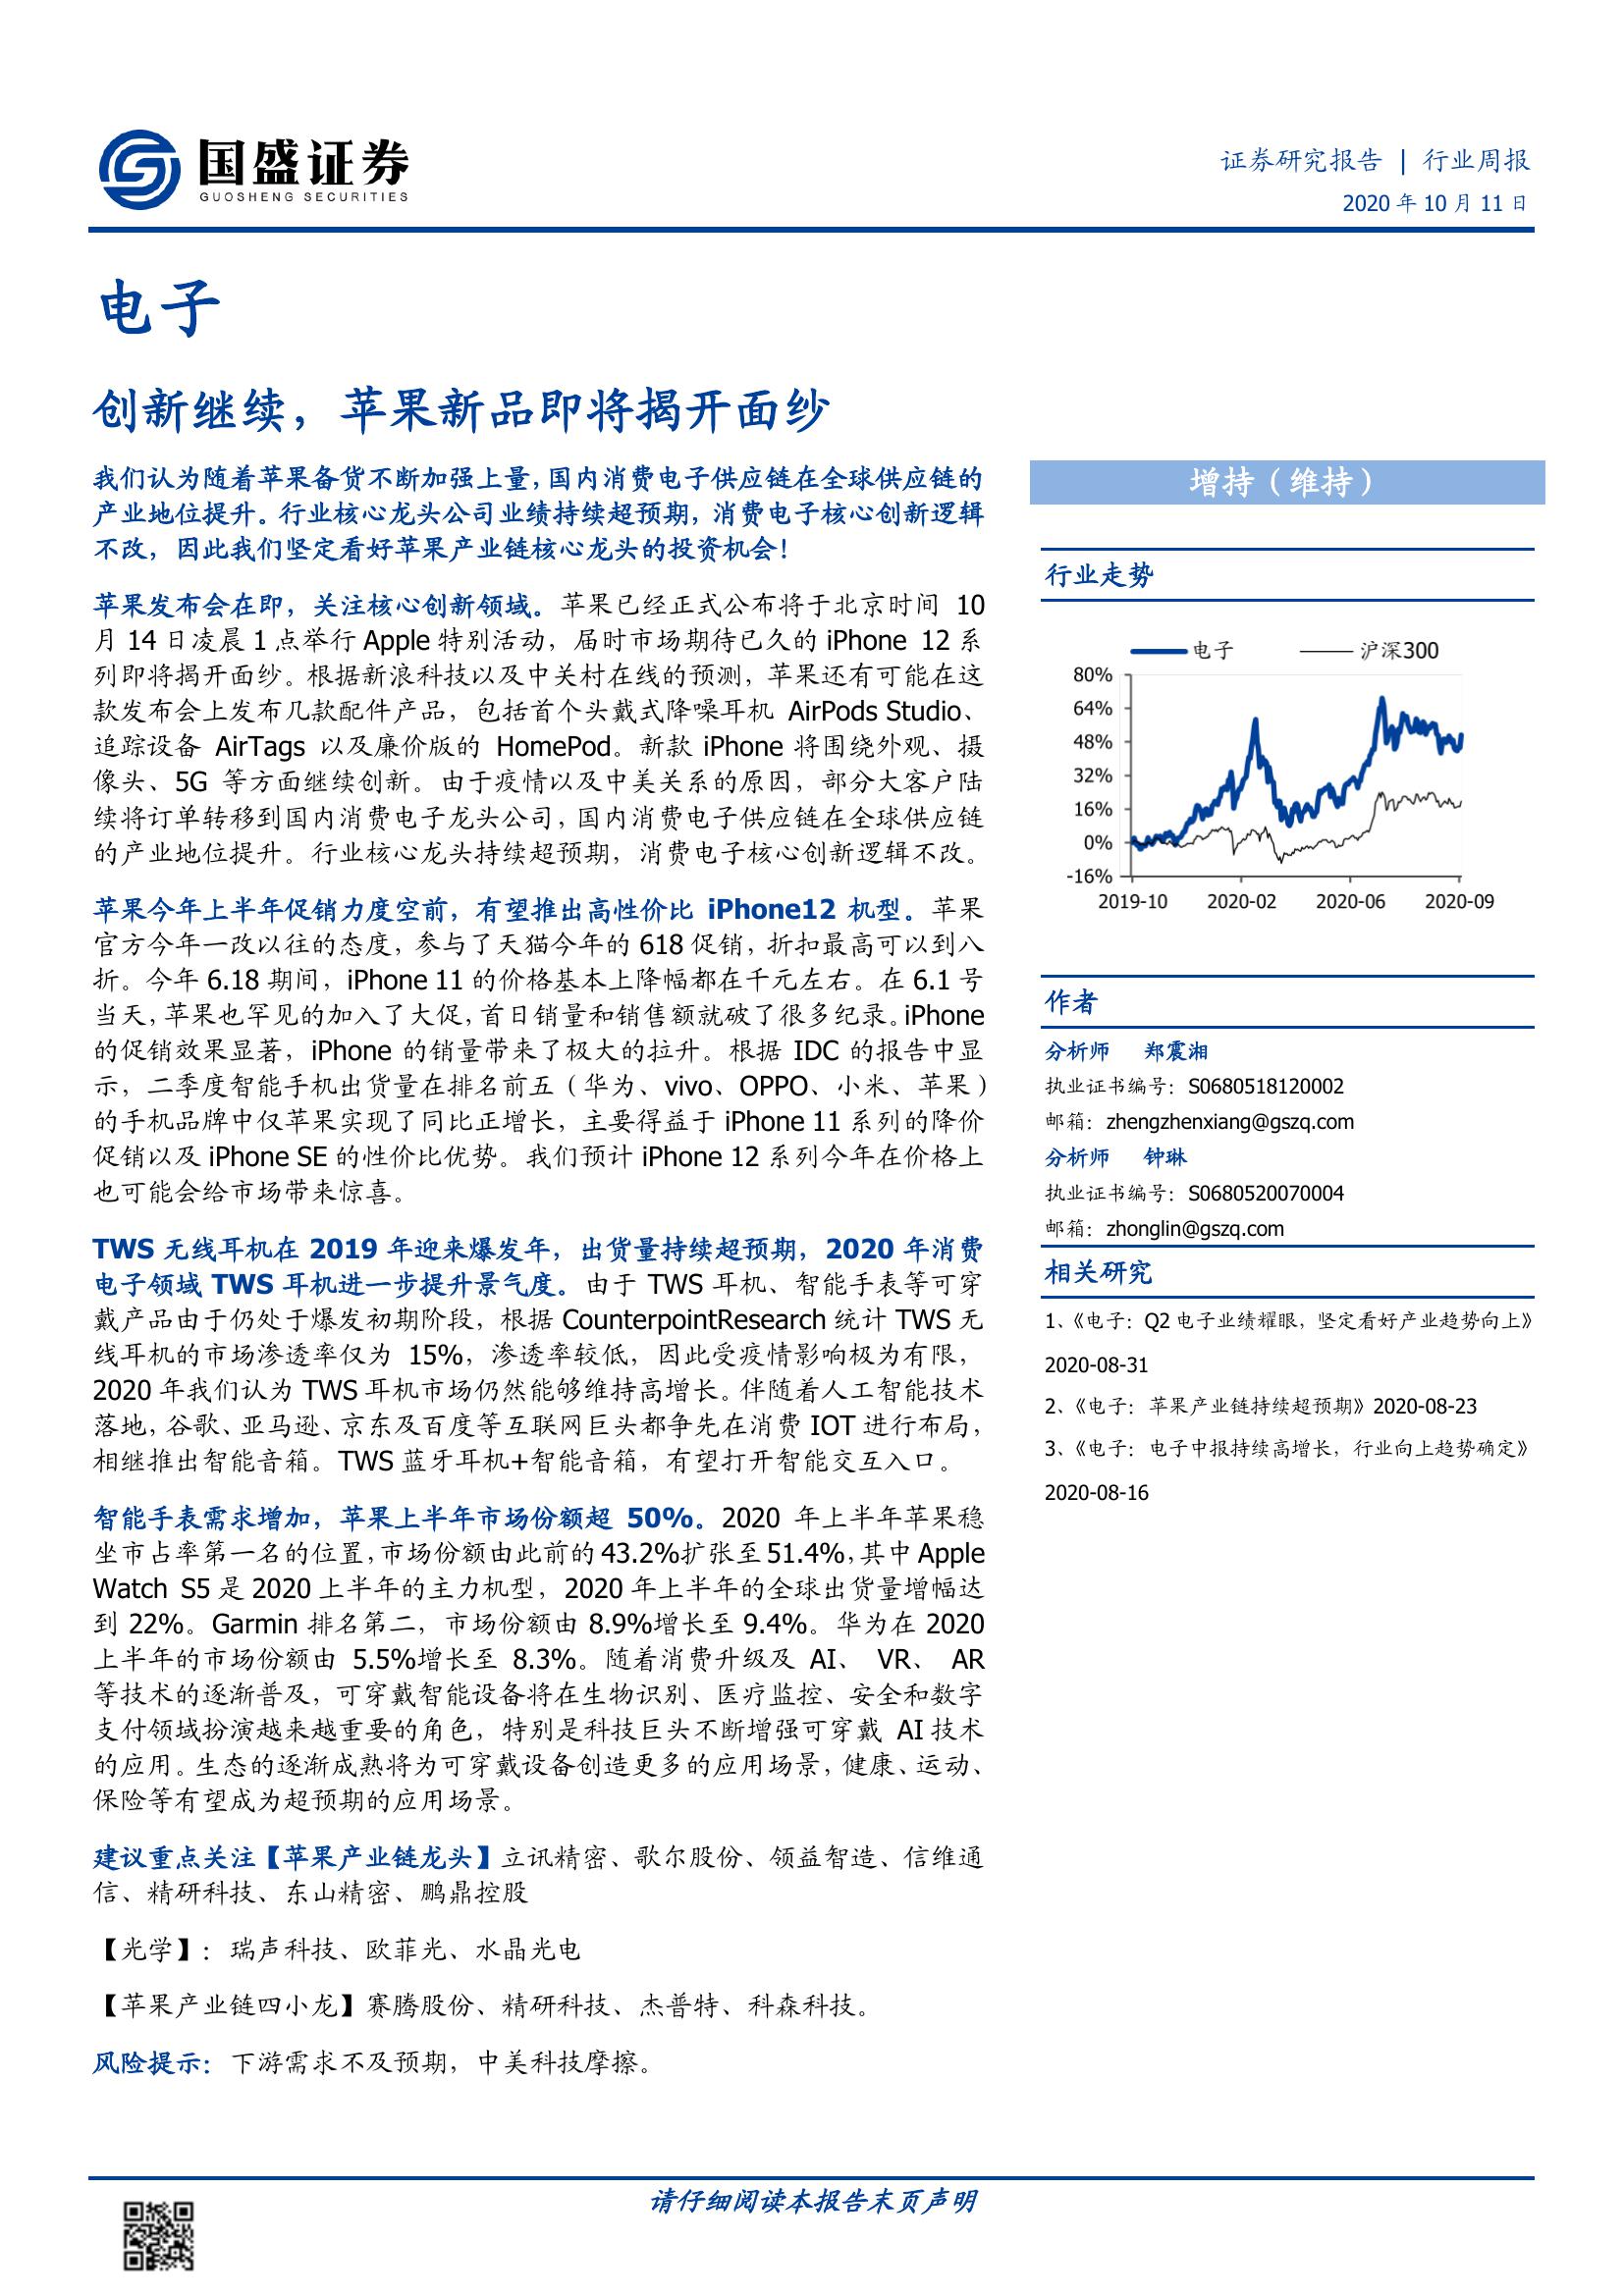 国盛证券
GUOSHENG SECURITIES
证券研究报告 | 行业周报
2020 年 10 月 11 日
电子
创新继续，苹果新品即将揭开面纱
我们认为随着苹果备货不断加强上量，国内消费电子供应链在全球供应链的
产业地位提升。行业核心龙头公司业绩持续超预期，消费电子核心创新逻辑
不改，因此我们坚定看好苹果产业链核心龙头的投资机会！
苹果发布会在即，关注核心创新领域。苹果已经正式公布将于北京时间 10
月 14 日凌晨 1 点举行 Apple 特别活动，届时市场期待已久的 iPhone 12 系
列即将揭开面纱。根据新浪科技以及中关村在线的预测，苹果还有可能在这
款发布会上发布几款配件产品，包括首个头戴式降噪耳机 AirPods Studio、
追踪设备 AirTags 以及廉价版的 HomePod。新款 iPhone 将围绕外观、摄
像头、5G 等方面继续创新。由于疫情以及中美关系的原因，部分大客户陆
续将订单转移到国内消费电子龙头公司，国内消费电子供应链在全球供应链
的产业地位提升。行业核心龙头持续超预期，消费电子核心创新逻辑不改。
苹果今年上半年促销力度空前，有望推出高性价比 iPhone12 机型。苹果
官方今年一改以往的态度，参与了天猫今年的 618 促销，折扣最高可以到八
折。今年 6.18 期间，iPhone 11 的价格基本上降幅都在千元左右。在 6.1 号
当天，苹果也罕见的加入了大促，首日销量和销售额就破了很多纪录。iPhone
的促销效果显著，iPhone 的销量带来了极大的拉升。根据 IDC 的报告中显
示，二季度智能手机出货量在排名前五（华为、vivo、OPPO、小米、苹果）
的手机品牌中仅苹果实现了同比正增长，主要得益于 iPhone 11 系列的降价
促销以及 iPhone SE 的性价比优势。我们预计 iPhone 12 系列今年在价格上
也可能会给市场带来惊喜。
TWS 无线耳机在 2019 年迎来爆发年，出货量持续超预期，2020 年消费
电子领域 TWS 耳机进一步提升景气度。由于 TWS 耳机、智能手表等可穿
戴产品由于仍处于爆发初期阶段，根据 CounterpointResearch 统计 TWS 无
线耳机的市场渗透率仅为 15%，渗透率较低，因此受疫情影响极为有限，
2020 年我们认为 TWS 耳机市场仍然能够维持高增长。伴随着人工智能技术
落地，谷歌、亚马逊、京东及百度等互联网巨头都争先在消费 IOT 进行布局，
相继推出智能音箱。TWS 蓝牙耳机+智能音箱，有望打开智能交互入口。
智能手表需求增加，苹果上半年市场份额超 50%。2020 年上半年苹果稳
坐市占率第一名的位置，市场份额由此前的 43.2%扩张至 51.4%，其中 Apple
Watch S5 是 2020 上半年的主力机型，2020 年上半年的全球出货量增幅达
到 22%。Garmin 排名第二，市场份额由 8.9%增长至 9.4%。华为在 2020
上半年的市场份额由 5.5%增长至 8.3%。随着消费升级及 AI、 VR、 AR
等技术的逐渐普及，可穿戴智能设备将在生物识别、医疗监控、安全和数字
支付领域扮演越来越重要的角色，特别是科技巨头不断增强可穿戴 AI 技术
的应用。生态的逐渐成熟将为可穿戴设备创造更多的应用场景，健康、运动、
保险等有望成为超预期的应用场景。
建议重点关注【苹果产业链龙头】立讯精密、歌尔股份、领益智造、信维通
信、精研科技、东山精密、鹏鼎控股
【光学】：瑞声科技、欧菲光、水晶光电
【苹果产业链四小龙】赛腾股份、精研科技、杰普特、科森科技。
风险提示：下游需求不及预期，中美科技摩擦。
增持（维持）
行业走势
电子 沪深300
80%
64%
48%
32%
16%
0%
-16%
2019-10 2020-02 2020-06 2020-09
作者
分析师 郑震湘
执业证书编号：S0680518120002
邮箱：zhengzhenxiang@gszq.com
分析师 钟琳
执业证书编号：S0680520070004
邮箱：zhonglin@gszq.com
相关研究
1、《电子：Q2 电子业绩耀眼，坚定看好产业趋势向上》
2020-08-31
2、《电子：苹果产业链持续超预期》2020-08-23
3、《电子：电子中报持续高增长，行业向上趋势确定》
2020-08-16
请仔细阅读本报告末页声明